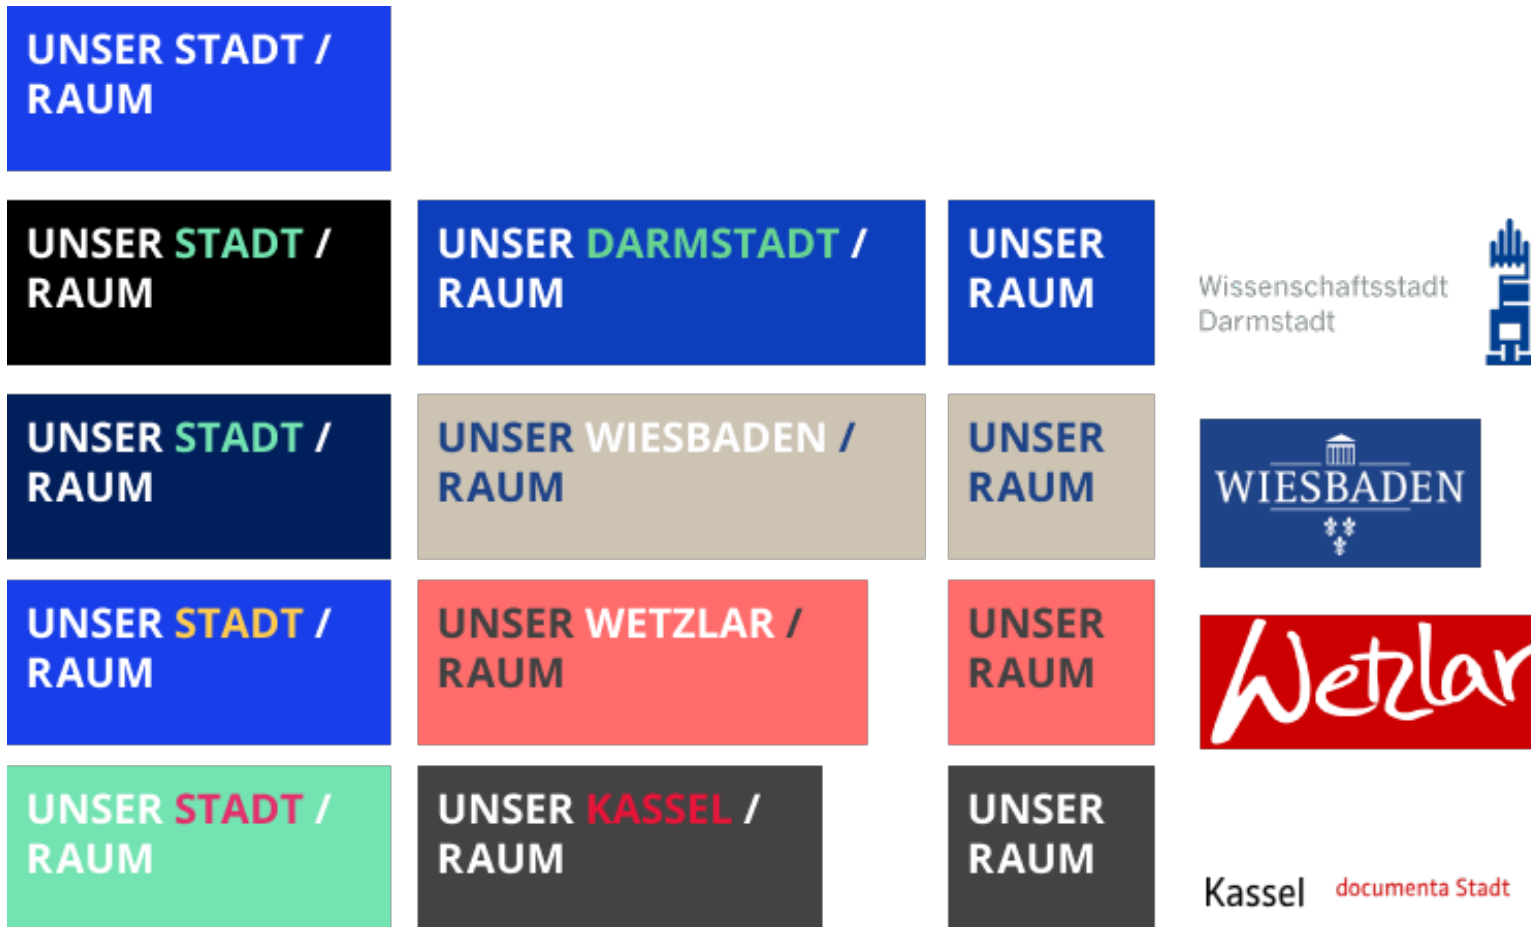 UNSER STADT /
RAUM
UNSER STADT /
RAUM
UNSER DARMSTADT /
RAUM
UNSER
RAUM
Wissenschaftsstadt
Darmstadt
UNSER STADT /
RAUM
UNSER WIESBADEN /
RAUM
UNSER
RAUM
WIESBADEN
UNSER STADT /
RAUM
UNSER WETZLAR /
RAUM
UNSER
RAUM
Wetzlar
UNSER STADT /
RAUM
UNSER KASSEL /
RAUM
UNSER
RAUM
Kassel documenta Stadt